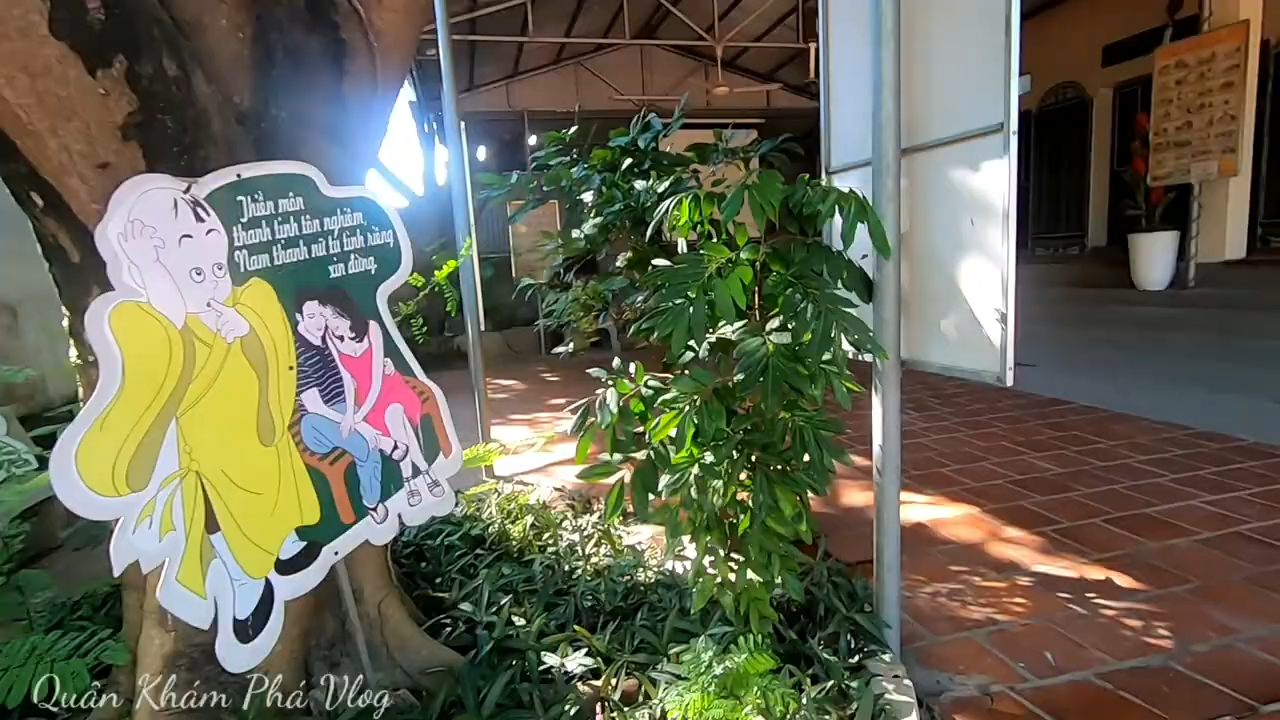 Thiền môn
thanh tịnh tôn nghiêm,
Nam thanh nữ tú tình riêng
xin đừng
Quân Khám Phá Vlog